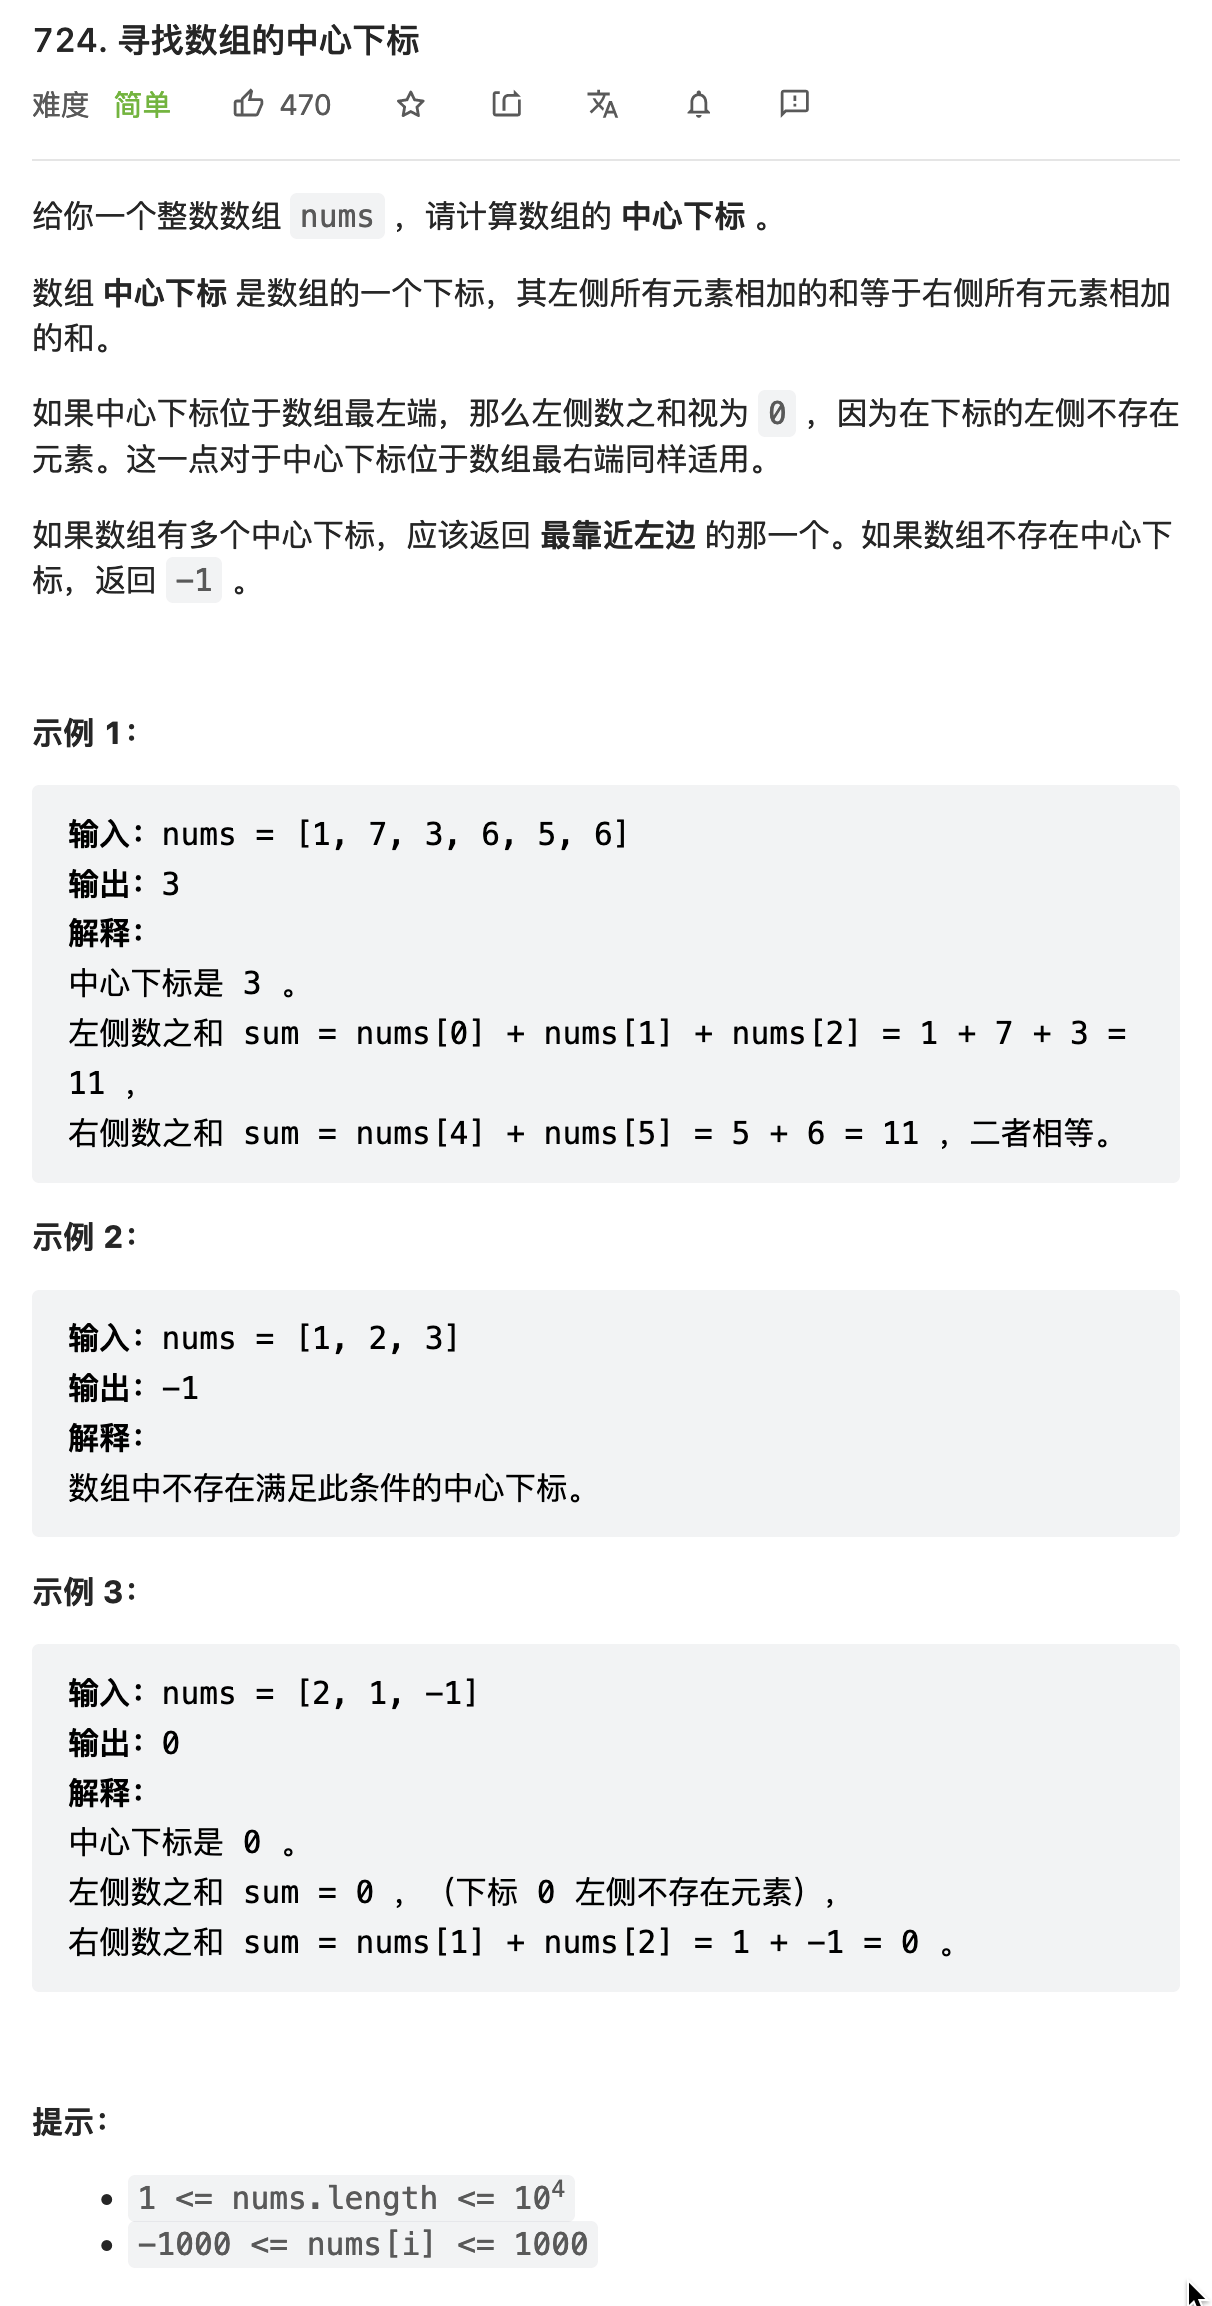 724. 寻找数组的中心下标
难度 简单 470
给你一个整数数组 nums ，请计算数组的 中心下标 。
数组 中心下标 是数组的一个下标，其左侧所有元素相加的和等于右侧所有元素相加
的和。
如果中心下标位于数组最左端，那么左侧数之和视为 0 ，因为在下标的左侧不存在
元素。这一点对于中心下标位于数组最右端同样适用。
如果数组有多个中心下标，应该返回 最靠近左边 的那一个。如果数组不存在中心下
标，返回 -1 。
示例 1：
输入：nums = [1, 7, 3, 6, 5, 6]
输出：3
解释：
中心下标是 3 。
左侧数之和 sum = nums[0] + nums[1] + nums[2] = 1 + 7 + 3 =
11 ，
右侧数之和 sum = nums[4] + nums[5] = 5 + 6 = 11 ，二者相等。
示例 2：
输入：nums = [1, 2, 3]
输出：-1
解释：
数组中不存在满足此条件的中心下标。
示例 3：
输入：nums = [2, 1, -1]
输出：0
解释：
中心下标是 0 。
左侧数之和 sum = 0 ，（下标 0 左侧不存在元素），
右侧数之和 sum = nums[1] + nums[2] = 1 + -1 = 0 。
提示：
• 1 <= nums.length <= 10⁴
• -1000 <= nums[i] <= 1000